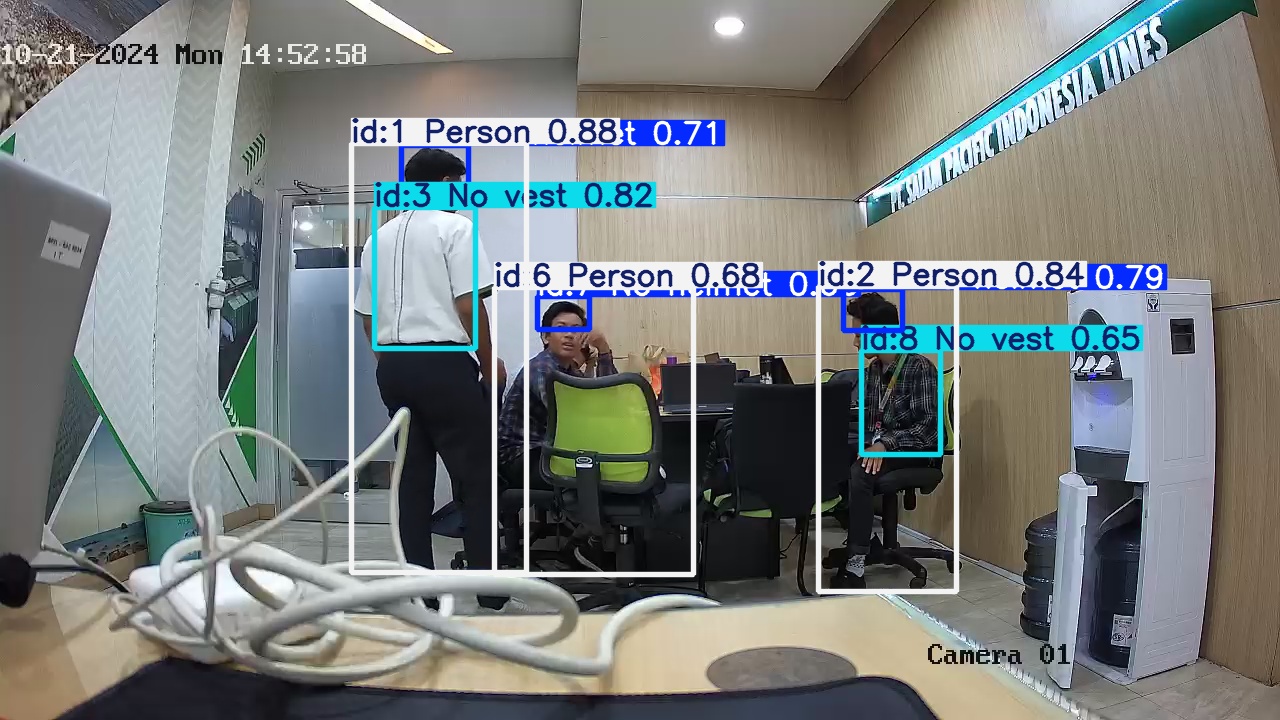 10-21-2024 Mon 14:52:58
PT. SALAM PACIFIC INDONESIA LINES
id:1 Person 0.88
0.71
id:3 No vest 0.82
id:6 Person 0.68
id:2 Person 0.84
0.79
id:8 No vest 0.65
Camera 01